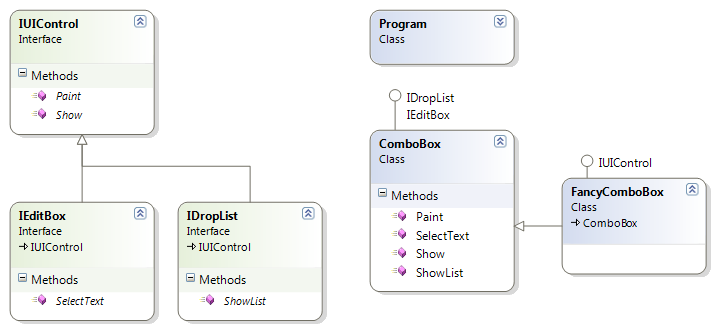 IUIControl
Interface
Methods
Paint
Show
IEditBox
Interface
IUIControl
Methods
SelectText
IDropList
Interface
IUIControl
Methods
ShowList
Program
Class
IDropList
IEditBox
ComboBox
Class
Methods
Paint
SelectText
Show
ShowList
IUIControl
FancyComboBox
Class
ComboBox